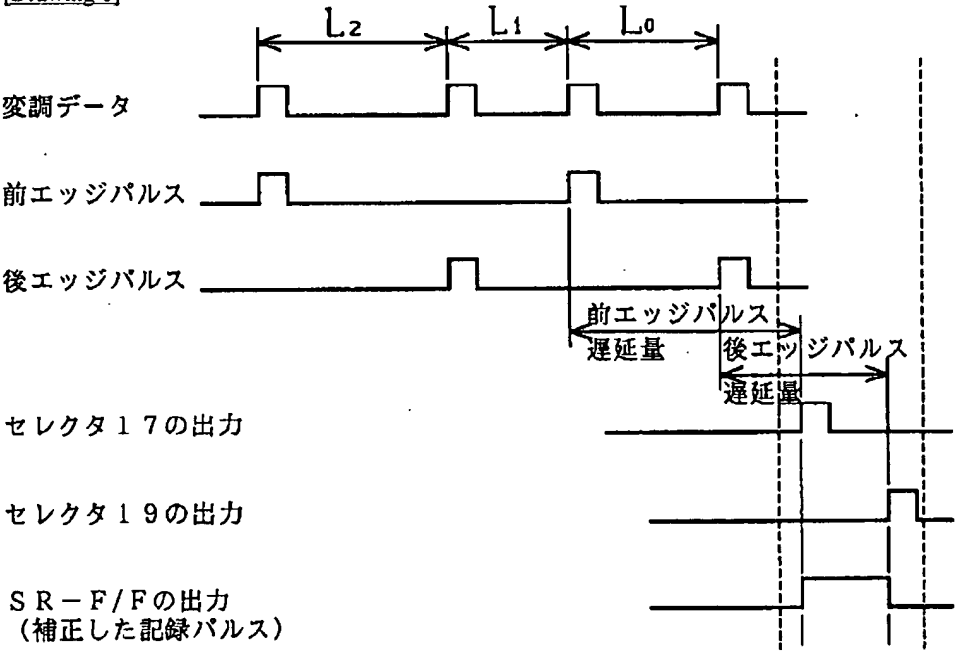 L2 L1 L0
変調データ
前エッジパルス
後エッジパルス
前エッジパルス
遅延量
後エッジパルス
遅延量
セレクタ17の出力
セレクタ19の出力
SR－F/Fの出力
（補正した記録パルス）